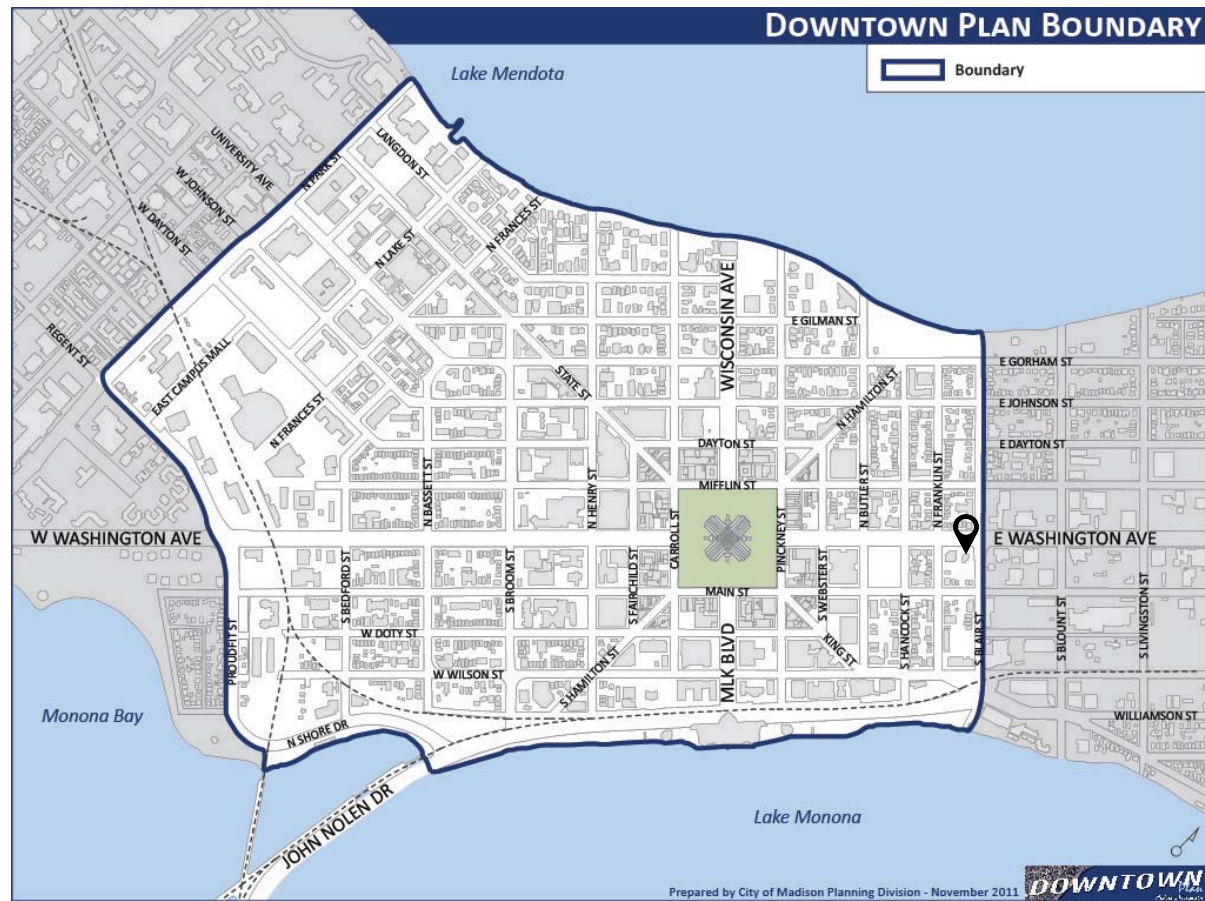 DOWNTOWN PLAN BOUNDARY
Boundary
Lake Mendota
LANGDON ST
UNIVERSITY AVE
N PARK ST
W JOHNSON ST
W DAYTON ST
N FRANCES ST
N LAKE ST
WISCONSIN AVE
E GILMAN ST
REGENT ST
EAST CAMPUS MALL
E GORHAM ST
STATE ST
N HAMILTON ST
E JOHNSON ST
N FRANCES ST
DAYTON ST
E DAYTON ST
N BASSETT ST
N HENRY ST
MIFFLIN ST
N BUTLER ST
N FRANKLIN ST
CARROLL ST
PINCKNEY ST
W WASHINGTON AVE
E WASHINGTON AVE
S BEDFORD ST
S BROOM ST
S FAIRCHILD ST
MAIN ST
S WEBSTER ST
S HANCOCK ST
S BLAIR ST
S BLOUNT ST
S LIVINGSTON ST
PROUDFIT ST
W DOTY ST
KING ST
W WILSON ST
S HAMILTON ST
MLK BLVD
Monona Bay
N SHORE DR
WILLIAMSON ST
JOHN NOLEN DR
Lake Monona
Prepared by City of Madison Planning Division - November 2011
DOWNTOWN
Plan